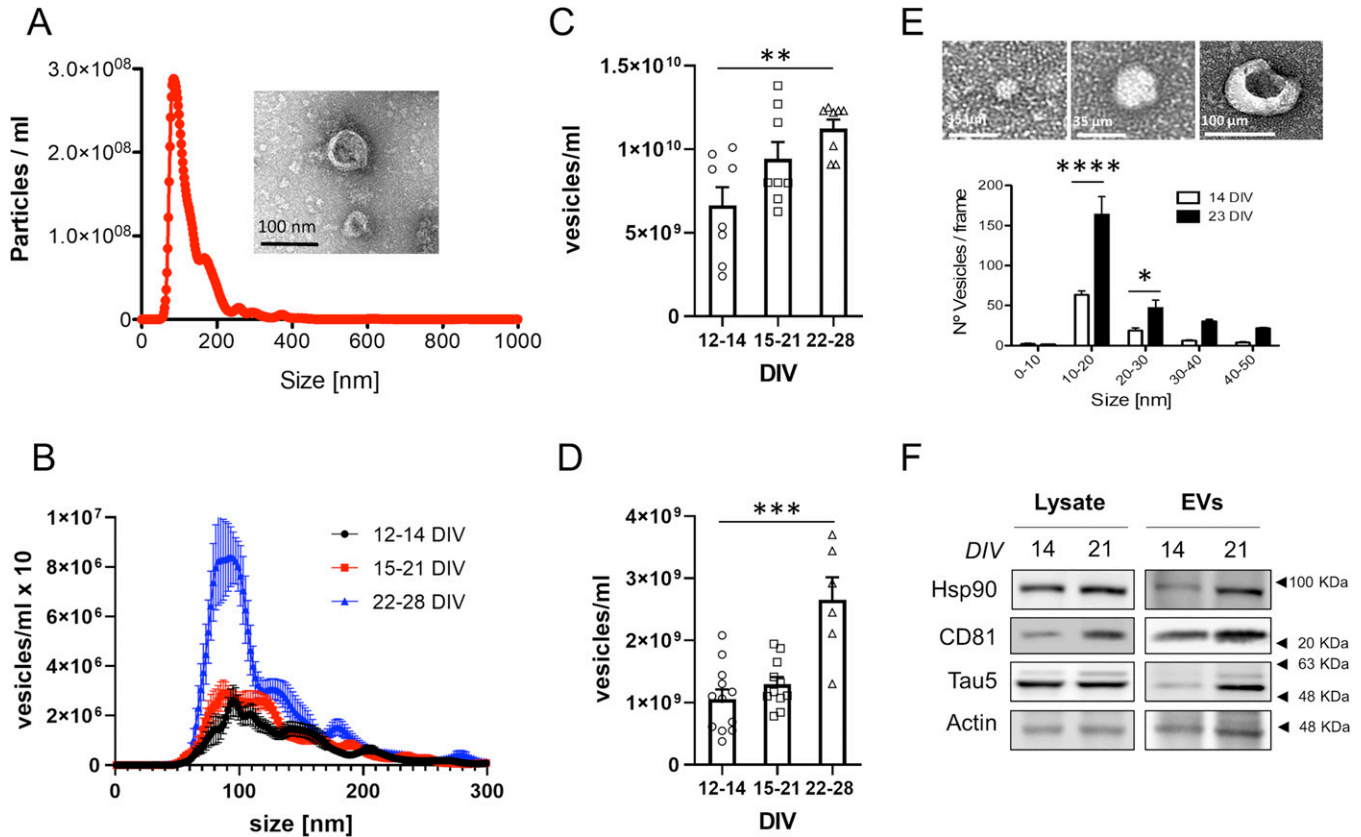 A
3.0×10⁰⁸
2.0×10⁰⁸
1.0×10⁰⁸
0
Particles / ml
100 nm
0 200 400 600 800 1000
Size [nm]
B
1×10⁷
8×10⁶
6×10⁶
4×10⁶
2×10⁶
0
vesicles/ml x 10
12-14 DIV
15-21 DIV
22-28 DIV
0 100 200 300
size [nm]
C
**
1.5×10¹⁰
1×10¹⁰
5×10⁹
0
vesicles/ml
12-14 15-21 22-28
DIV
D
***
4×10⁹
3×10⁹
2×10⁹
1×10⁹
0
vesicles/ml
12-14 15-21 22-28
DIV
E
35 µm
35 µm
100 µm
****
*
200
150
100
50
0
Nº Vesicles / frame
14 DIV
23 DIV
0-10 10-20 20-30 30-40 40-50
Size [nm]
F
Lysate EVs
DIV 14 21 14 21
Hsp90 100 KDa
CD81 20 KDa
63 KDa
Tau5 48 KDa
Actin 48 KDa